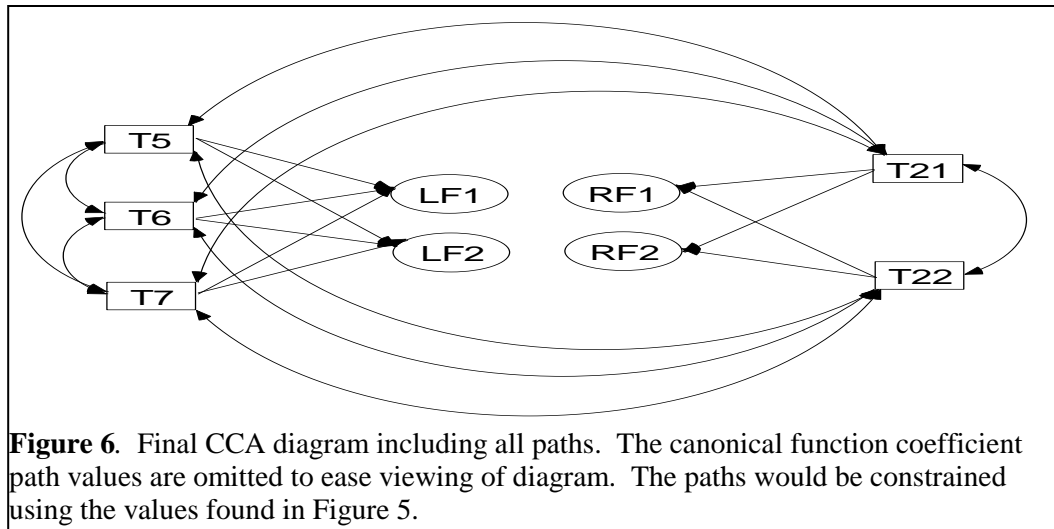 T5
T21
LF1
RF1
T6
LF2
RF2
T22
T7
Figure 6. Final CCA diagram including all paths. The canonical function coefficient
path values are omitted to ease viewing of diagram. The paths would be constrained
using the values found in Figure 5.